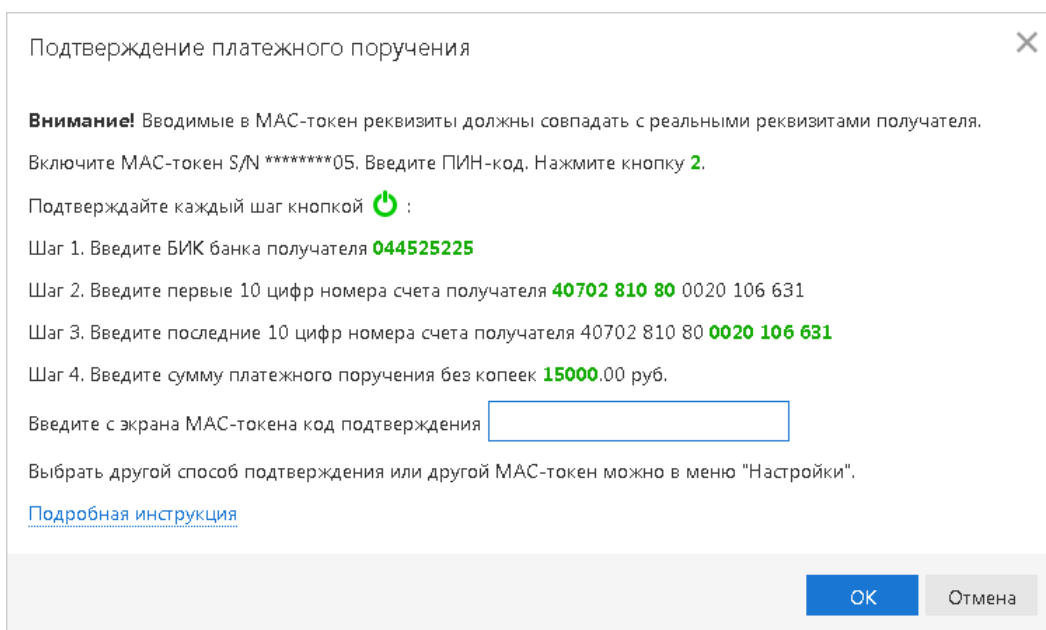 Подтверждение платежного поручения
Внимание! Вводимые в МАС-токен реквизиты должны совпадать с реальными реквизитами получателя.
Включите МАС-токен S/N ********05. Введите ПИН-код. Нажмите кнопку 2.
Подтверждайте каждый шаг кнопкой :
Шаг 1. Введите БИК банка получателя 044525225
Шаг 2. Введите первые 10 цифр номера счета получателя 40702 810 80 0020 106 631
Шаг 3. Введите последние 10 цифр номера счета получателя 40702 810 80 0020 106 631
Шаг 4. Введите сумму платежного поручения без копеек 15000.00 руб.
Введите с экрана МАС-токена код подтверждения
Выбрать другой способ подтверждения или другой МАС-токен можно в меню "Настройки".
Подробная инструкция
ОК Отмена